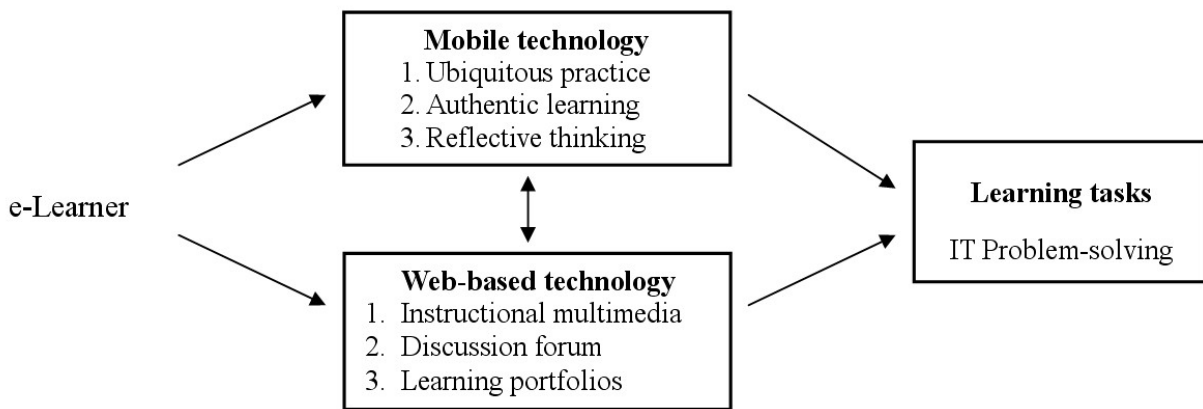 Mobile technology
1. Ubiquitous practice
2. Authentic learning
3. Reflective thinking
e-Learner
Learning tasks
IT Problem-solving
Web-based technology
1. Instructional multimedia
2. Discussion forum
3. Learning portfolios